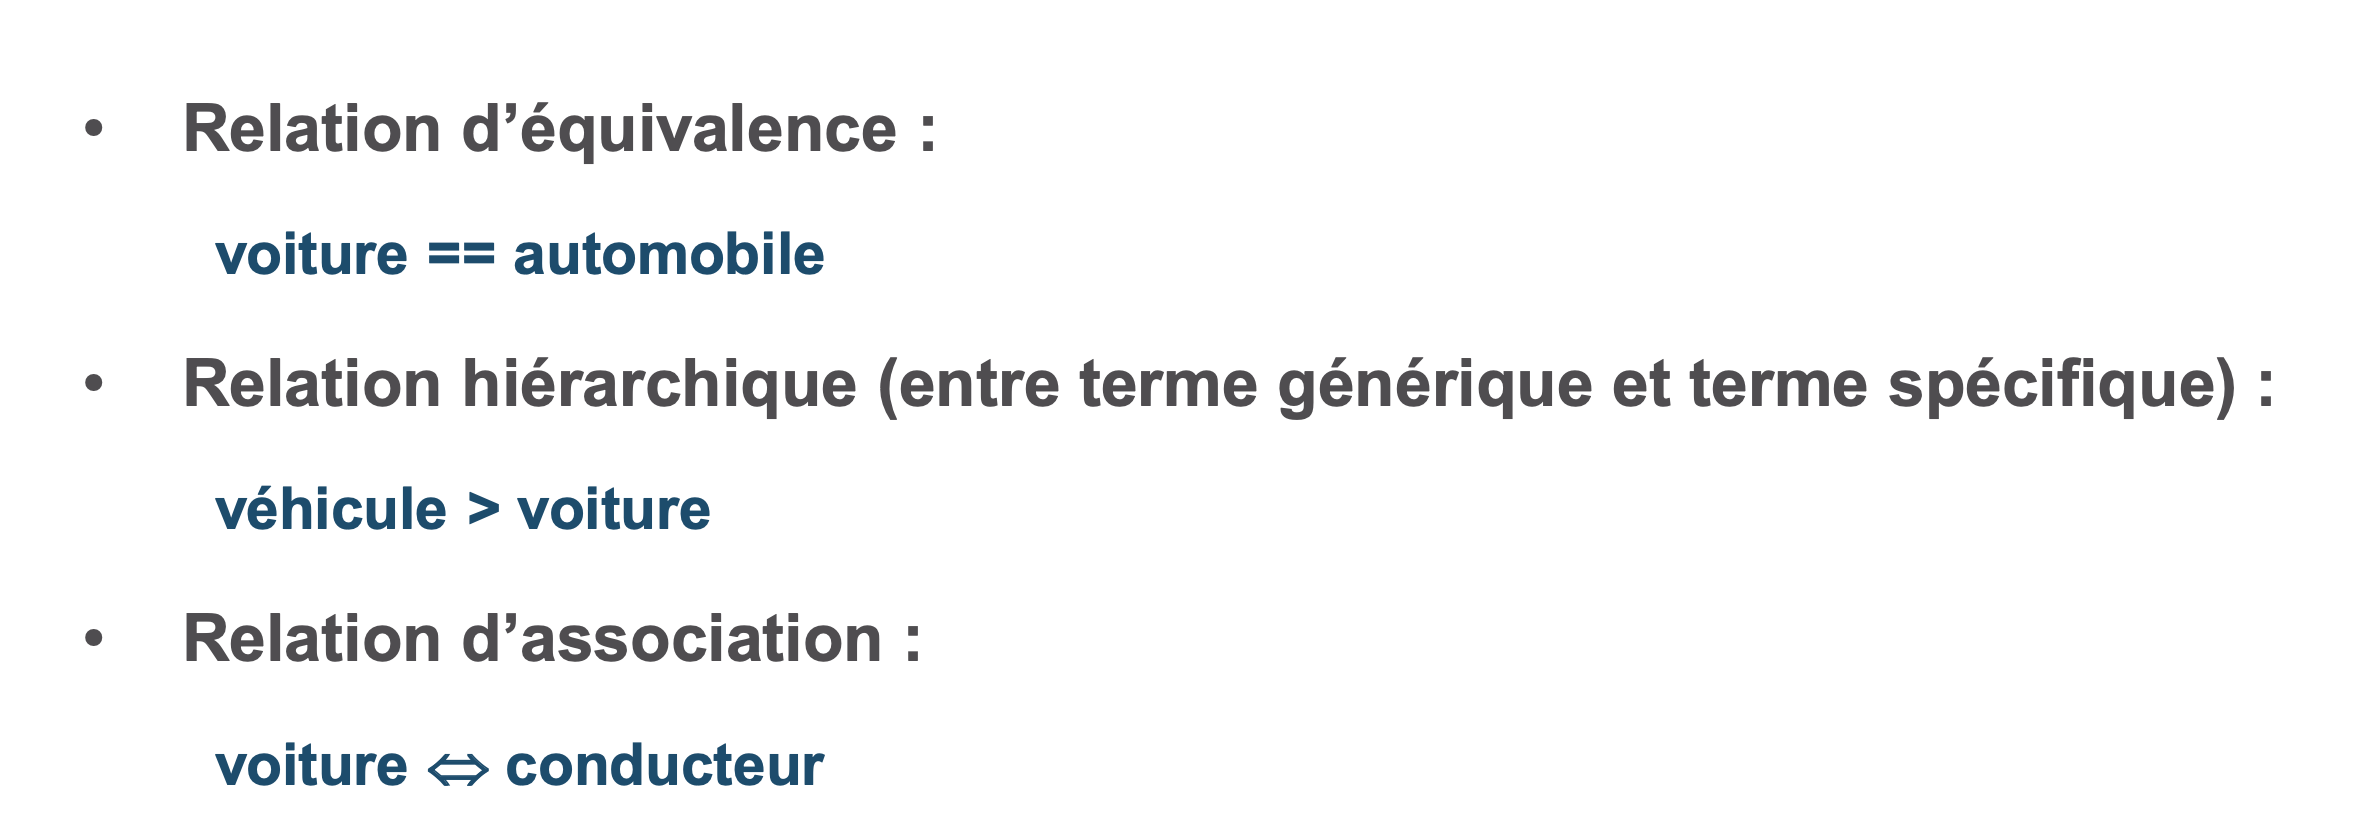 • Relation d’équivalence :
voiture == automobile
• Relation hiérarchique (entre terme générique et terme spécifique) :
véhicule > voiture
• Relation d’association :
voiture ⇔ conducteur